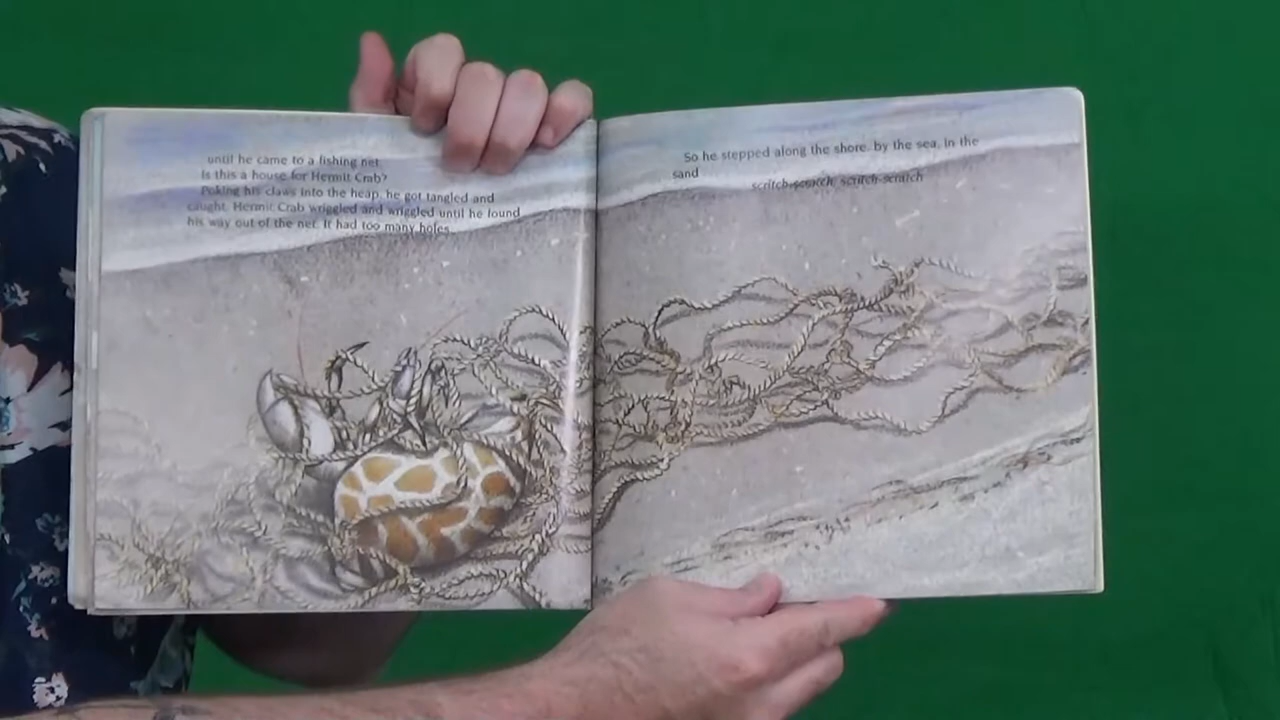 until he came to a fishing net.
Is this a house for Hermit Crab?
Poking his claws into the heap, he got tangled and
caught. Hermit Crab wriggled and wriggled until he found
his way out of the net. It had too many holes.
So he stepped along the shore, by the sea, in the
sand
scritch-scratch, scritch-scratch